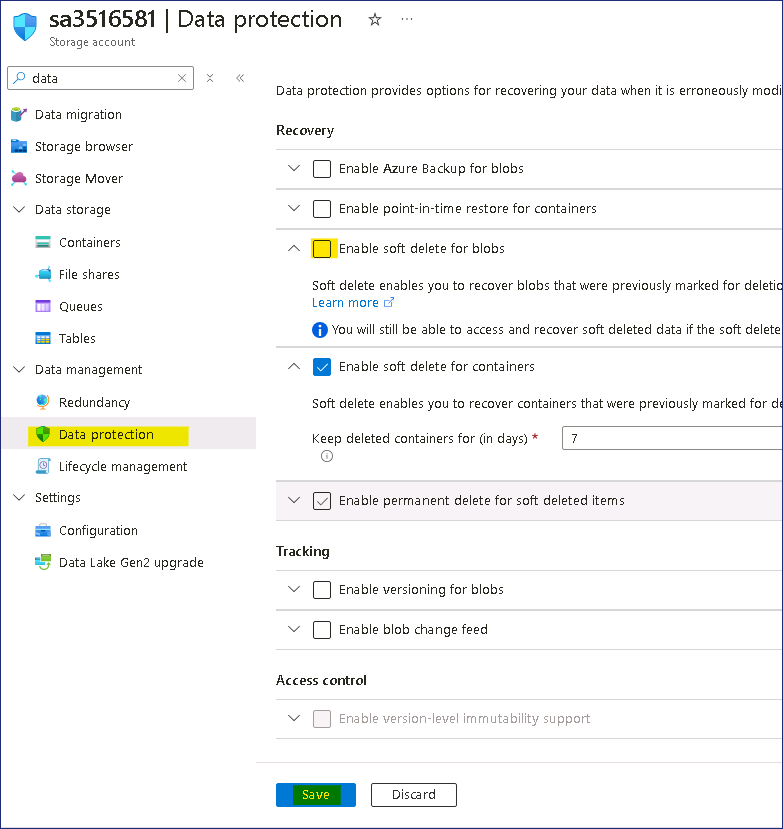 sa3516581 | Data protection
Storage account
data
Data migration
Storage browser
Storage Mover
Data storage
Containers
File shares
Queues
Tables
Data management
Redundancy
Data protection
Lifecycle management
Settings
Configuration
Data Lake Gen2 upgrade
Data protection provides options for recovering your data when it is erroneously modi
Recovery
Enable Azure Backup for blobs
Enable point-in-time restore for containers
Enable soft delete for blobs
Soft delete enables you to recover blobs that were previously marked for deletio
Learn more
You will still be able to access and recover soft deleted data if the soft delete
Enable soft delete for containers
Soft delete enables you to recover containers that were previously marked for de
Keep deleted containers for (in days) *
7
Enable permanent delete for soft deleted items
Tracking
Enable versioning for blobs
Enable blob change feed
Access control
Enable version-level immutability support
Save
Discard